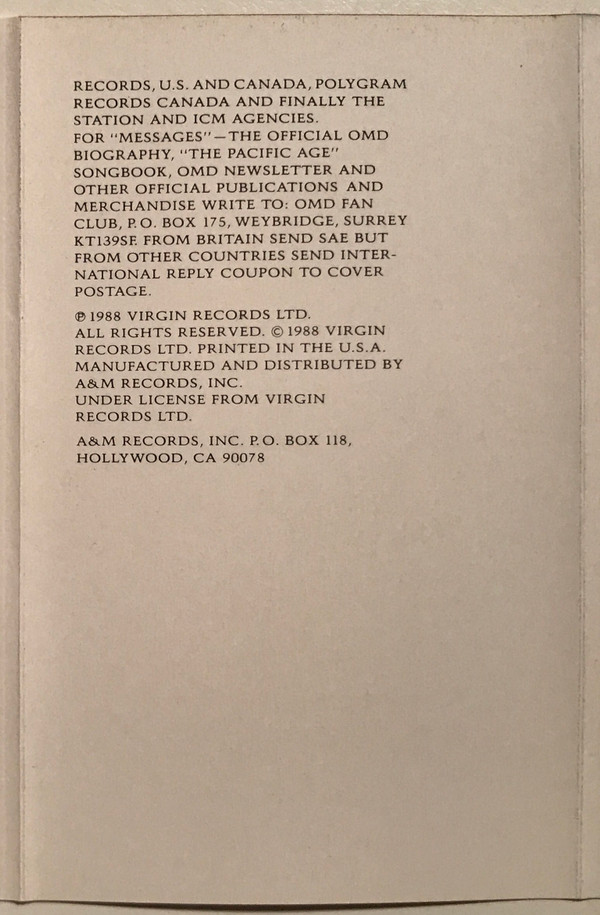 RECORDS, U.S. AND CANADA, POLYGRAM
RECORDS CANADA AND FINALLY THE
STATION AND ICM AGENCIES.
FOR "MESSAGES"—THE OFFICIAL OMD
BIOGRAPHY, "THE PACIFIC AGE"
SONGBOOK, OMD NEWSLETTER AND
OTHER OFFICIAL PUBLICATIONS AND
MERCHANDISE WRITE TO: OMD FAN
CLUB, P.O. BOX 175, WEYBRIDGE, SURREY
KT139SF. FROM BRITAIN SEND SAE BUT
FROM OTHER COUNTRIES SEND INTER-
NATIONAL REPLY COUPON TO COVER
POSTAGE.
℗ 1988 VIRGIN RECORDS LTD.
ALL RIGHTS RESERVED. © 1988 VIRGIN
RECORDS LTD. PRINTED IN THE U.S.A.
MANUFACTURED AND DISTRIBUTED BY
A&M RECORDS, INC.
UNDER LICENSE FROM VIRGIN
RECORDS LTD.
A&M RECORDS, INC. P.O. BOX 118,
HOLLYWOOD, CA 90078